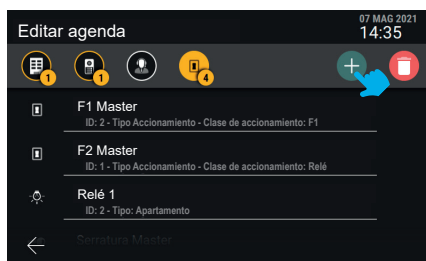 Editar agenda
07 MAG 2021
14:35
1
1
4
F1 Master
ID: 2 - Tipo Accionamiento - Clase de accionamiento: F1
F2 Master
ID: 1 - Tipo Accionamiento - Clase de accionamiento: Relé
Relé 1
ID: 2 - Tipo: Apartamento
Serratura Master